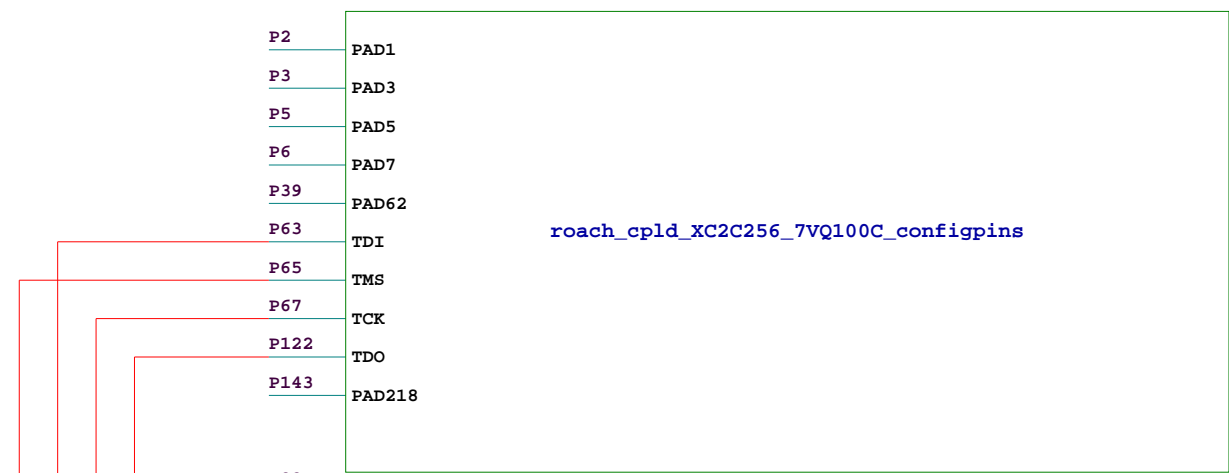 P2
PAD1
P3
PAD3
P5
PAD5
P6
PAD7
P39
PAD62
P63
TDI
roach_cpld_XC2C256_7VQ100C_configpins
P65
TMS
P67
TCK
P122
TDO
P143
PAD218